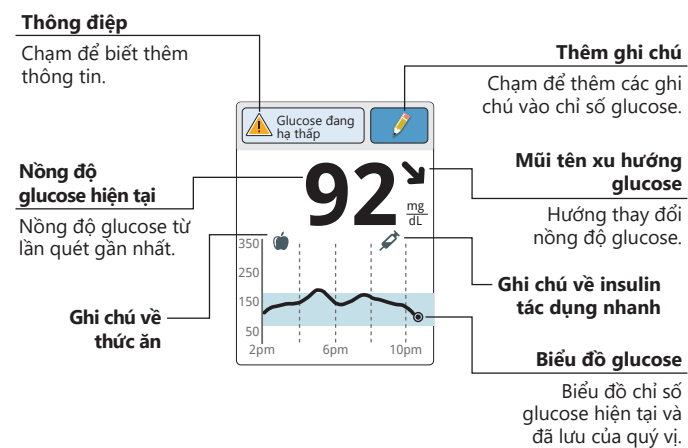 Thông điệp
Chạm để biết thêm
thông tin.
Thêm ghi chú
Chạm để thêm các ghi
chú vào chỉ số glucose.
Glucose đang
hạ thấp
Nồng độ
glucose hiện tại
Nồng độ glucose từ
lần quét gần nhất.
92
mg
dL
Mũi tên xu hướng
glucose
Hướng thay đổi
nồng độ glucose.
350
250
150
50
2pm 6pm 10pm
Ghi chú về
thức ăn
Ghi chú về insulin
tác dụng nhanh
Biểu đồ glucose
Biểu đồ chỉ số
glucose hiện tại và
đã lưu của quý vị.